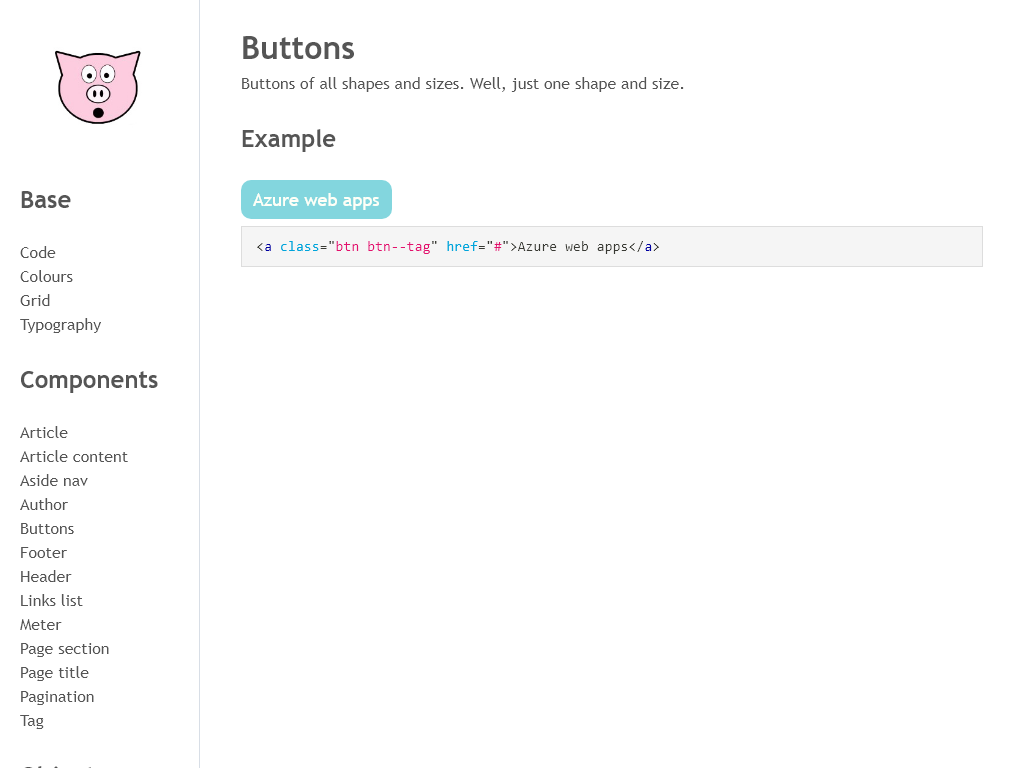 Base
Code
Colours
Grid
Typography
Components
Article
Article content
Aside nav
Author
Buttons
Footer
Header
Links list
Meter
Page section
Page title
Pagination
Tag
Buttons
Buttons of all shapes and sizes. Well, just one shape and size.
Example
Azure web apps
<a class="btn btn--tag" href="#">Azure web apps</a>